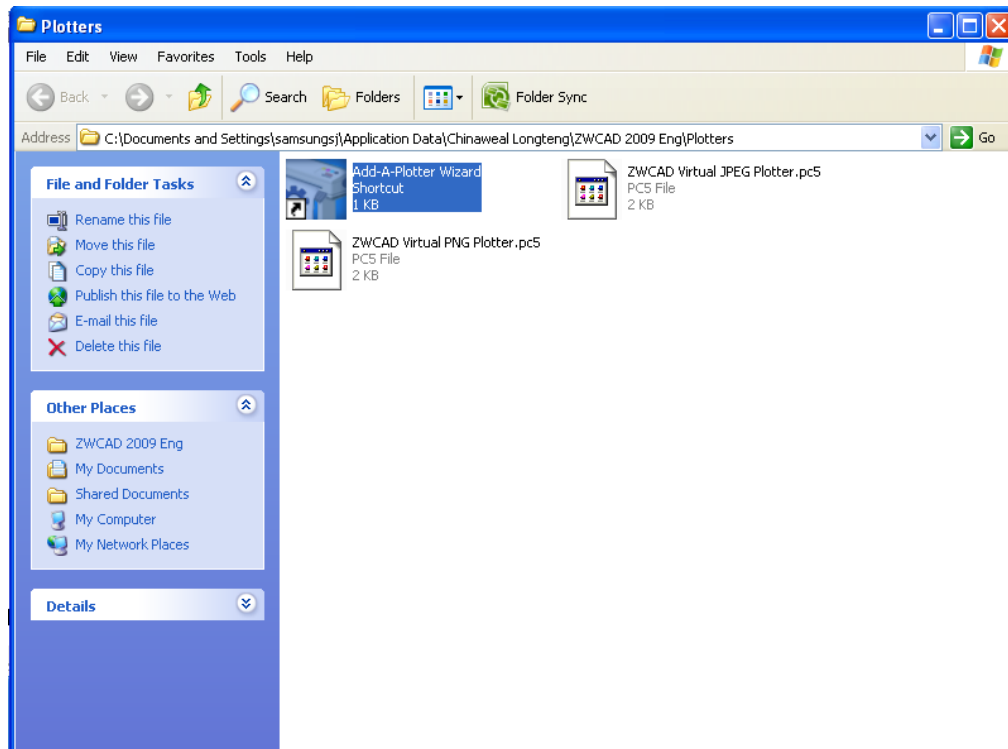 Plotters
File Edit View Favorites Tools Help
Back Search Folders Folder Sync
Address C:\Documents and Settings\samsungsj\Application Data\Chinaweal Longteng\ZWCAD 2009 Eng\Plotters Go
File and Folder Tasks
Rename this file
Move this file
Copy this file
Publish this file to the Web
E-mail this file
Delete this file
Other Places
ZWCAD 2009 Eng
My Documents
Shared Documents
My Computer
My Network Places
Details
Add-A-Plotter Wizard
Shortcut
1 KB
ZWCAD Virtual JPEG Plotter.pc5
PC5 File
2 KB
ZWCAD Virtual PNG Plotter.pc5
PC5 File
2 KB